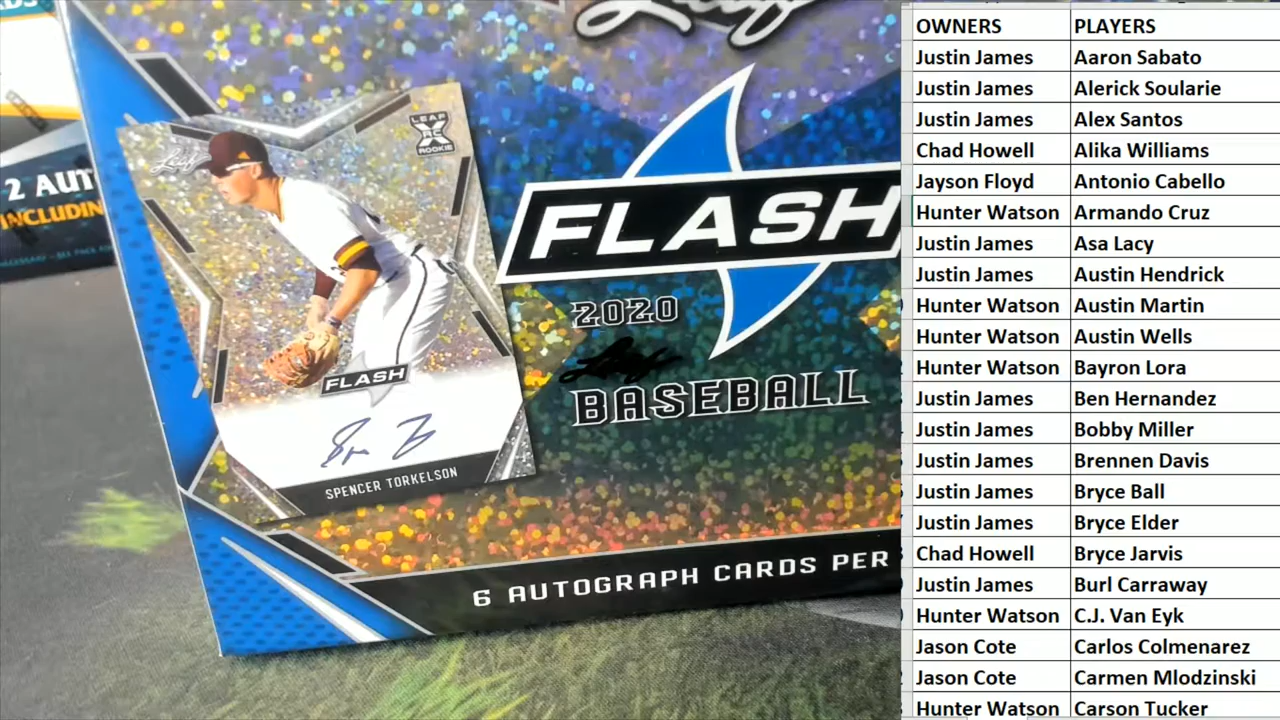 Leaf
2 AUT
INCLUDIN
LEAF
X RC
ROOKIE
Leaf
FLASH
SPENCER TORKELSON
FLASH
2020
Leaf
BASEBALL
6 AUTOGRAPH CARDS PER
OWNERS PLAYERS
Justin James Aaron Sabato
Justin James Alerick Soularie
Justin James Alex Santos
Chad Howell Alika Williams
Jayson Floyd Antonio Cabello
Hunter Watson Armando Cruz
Justin James Asa Lacy
Justin James Austin Hendrick
Hunter Watson Austin Martin
Hunter Watson Austin Wells
Hunter Watson Bayron Lora
Justin James Ben Hernandez
Justin James Bobby Miller
Justin James Brennen Davis
Justin James Bryce Ball
Justin James Bryce Elder
Chad Howell Bryce Jarvis
Justin James Burl Carraway
Hunter Watson C.J. Van Eyk
Jason Cote Carlos Colmenarez
Jason Cote Carmen Mlodzinski
Hunter Watson Carson Tucker